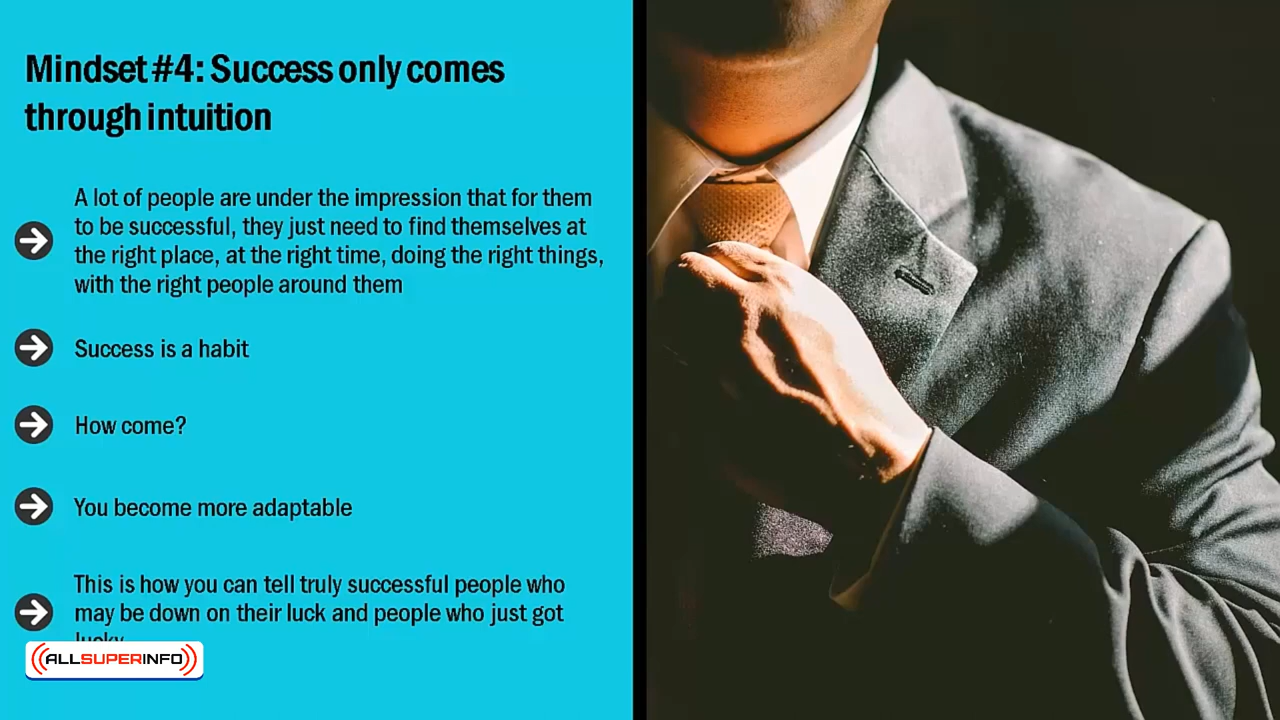 Mindset #4: Success only comes
through intuition
A lot of people are under the impression that for them
to be successful, they just need to find themselves at
the right place, at the right time, doing the right things,
with the right people around them
Success is a habit
How come?
You become more adaptable
This is how you can tell truly successful people who
may be down on their luck and people who just got
lucky
ALLSUPERINFO